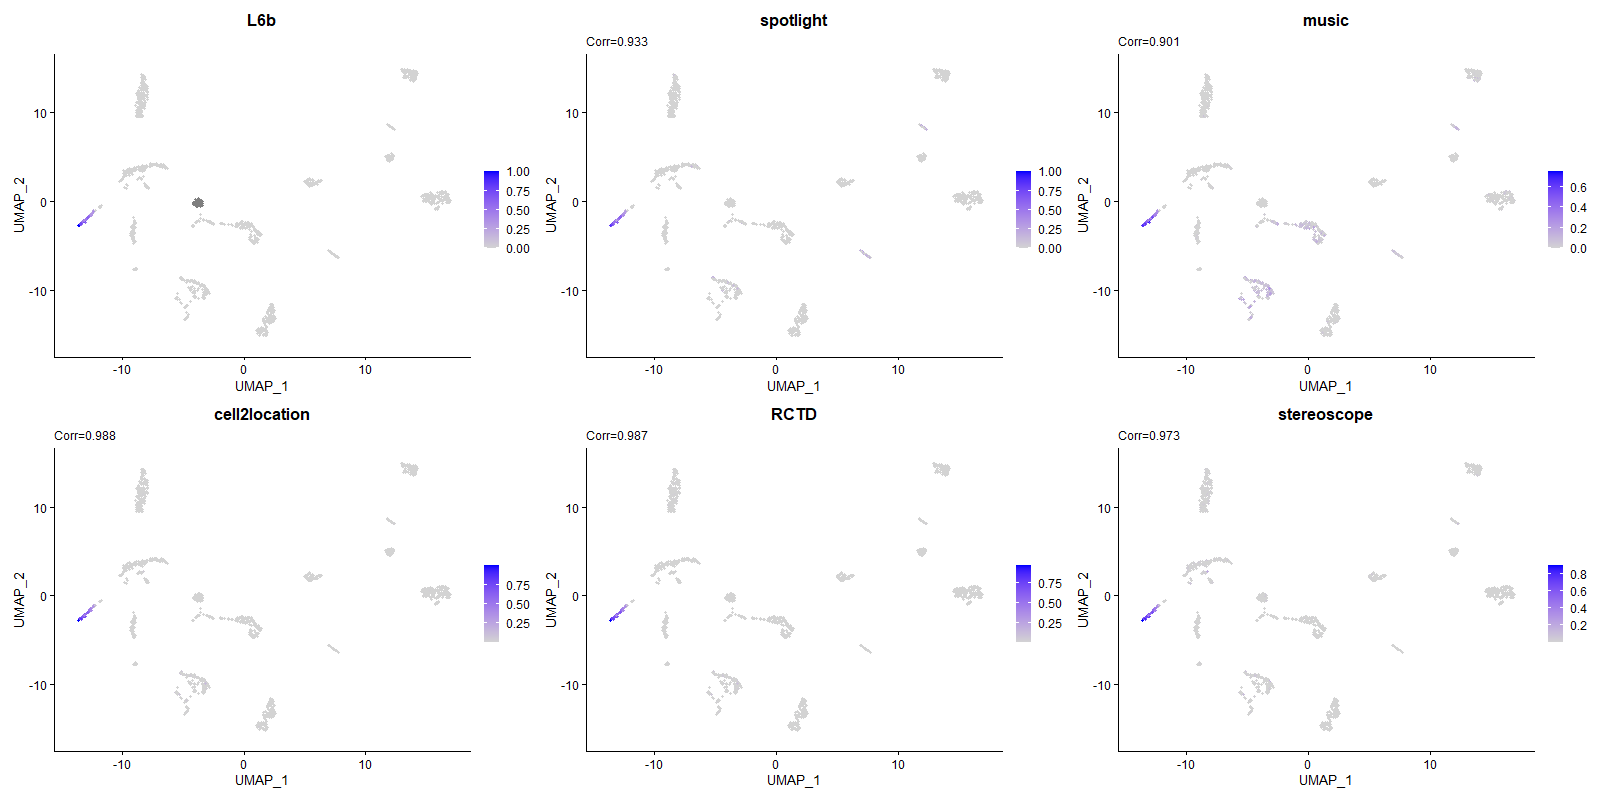 L6b
UMAP_2
10
0
-10
-10
0
10
UMAP_1
1.00
0.75
0.50
0.25
0.00
spotlight
Corr=0.933
UMAP_2
10
0
-10
-10
0
10
UMAP_1
1.00
0.75
0.50
0.25
0.00
music
Corr=0.901
UMAP_2
10
0
-10
-10
0
10
UMAP_1
0.6
0.4
0.2
0.0
cell2location
Corr=0.988
UMAP_2
10
0
-10
-10
0
10
UMAP_1
0.75
0.50
0.25
RCTD
Corr=0.987
UMAP_2
10
0
-10
-10
0
10
UMAP_1
0.75
0.50
0.25
stereoscope
Corr=0.973
UMAP_2
10
0
-10
-10
0
10
UMAP_1
0.8
0.6
0.4
0.2